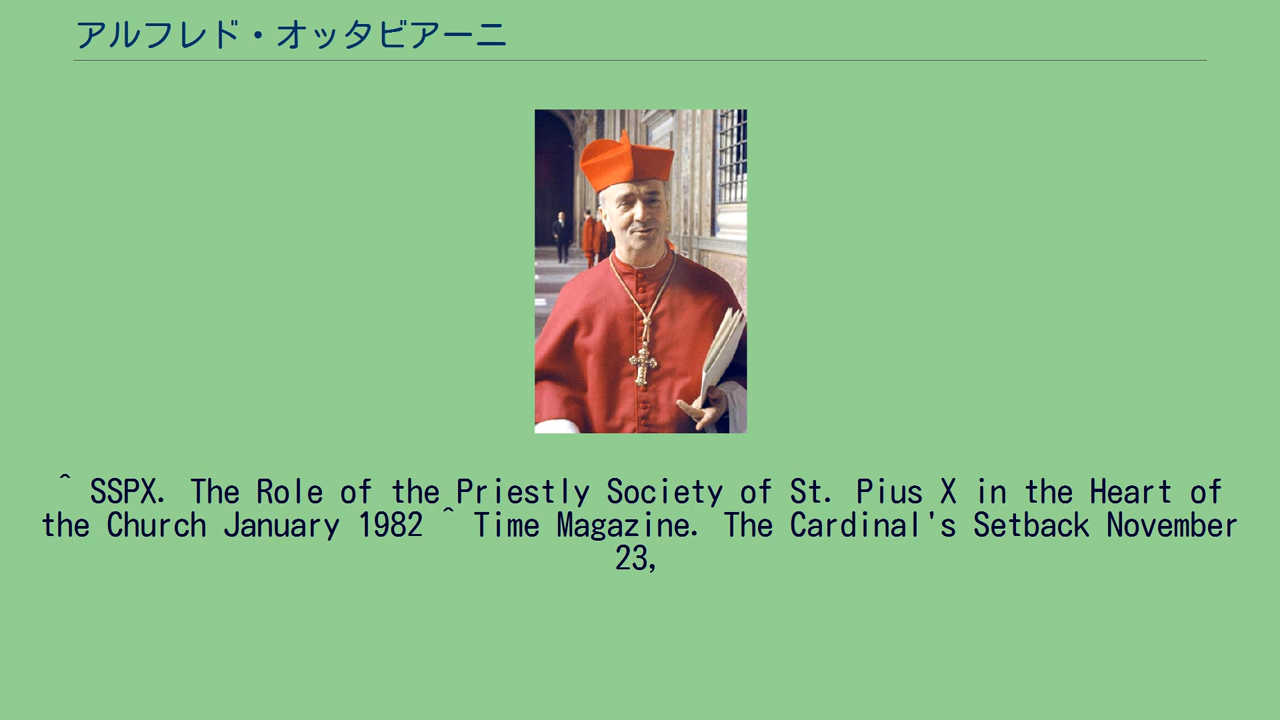 アルフレド・オッタビアーニ
^ SSPX. The Role of the Priestly Society of St. Pius X in the Heart of
the Church January 1982 ^ Time Magazine. The Cardinal's Setback November
23,